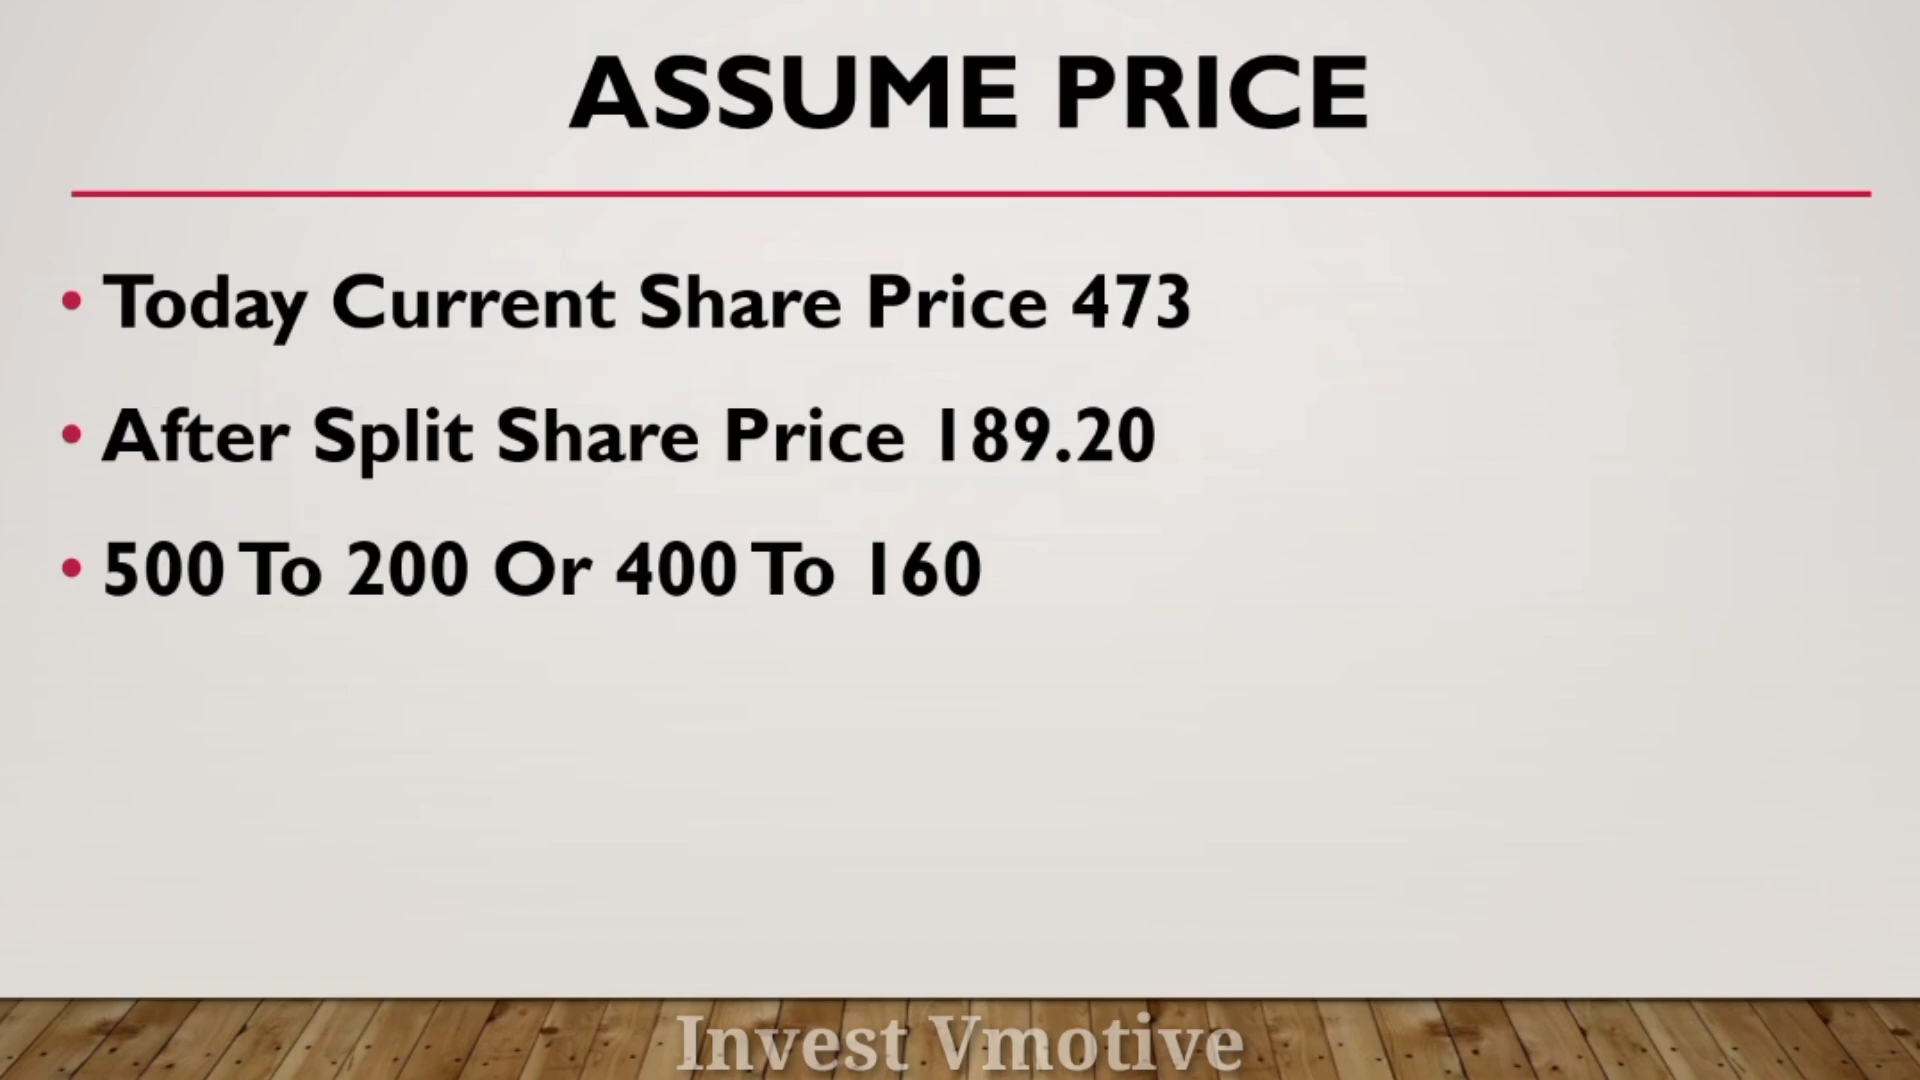 ASSUME PRICE
• Today Current Share Price 473
• After Split Share Price 189.20
• 500 To 200 Or 400 To 160
Invest Vmotive